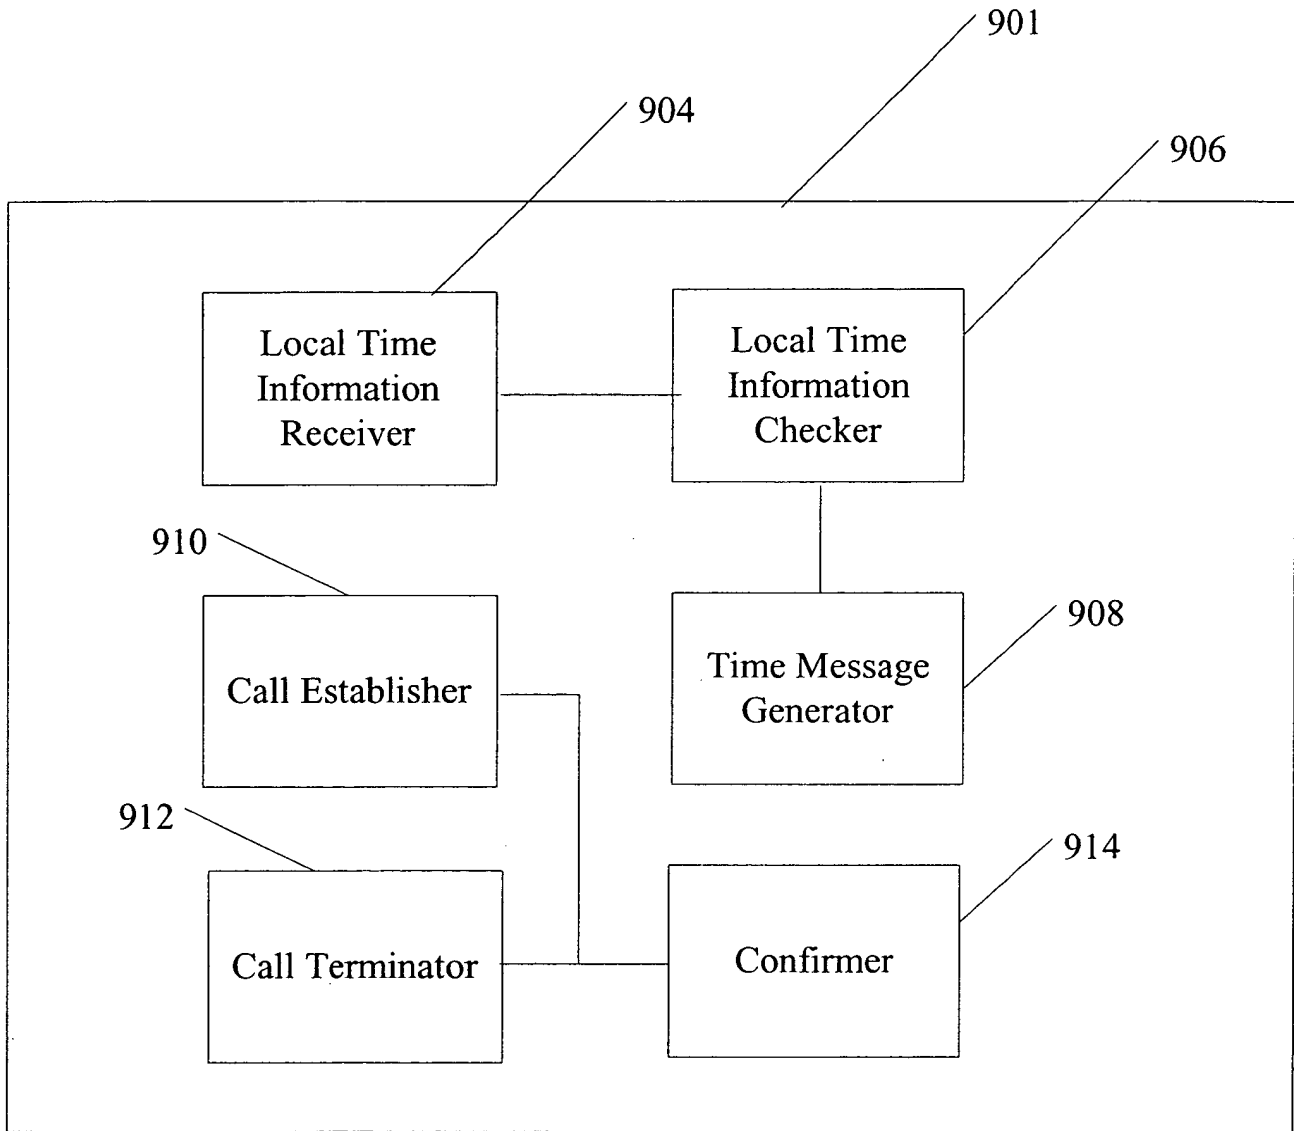 901
904
906
Local Time
Information
Receiver
Local Time
Information
Checker
910
908
Call Establisher
Time Message
Generator
912
914
Call Terminator
Confirmer